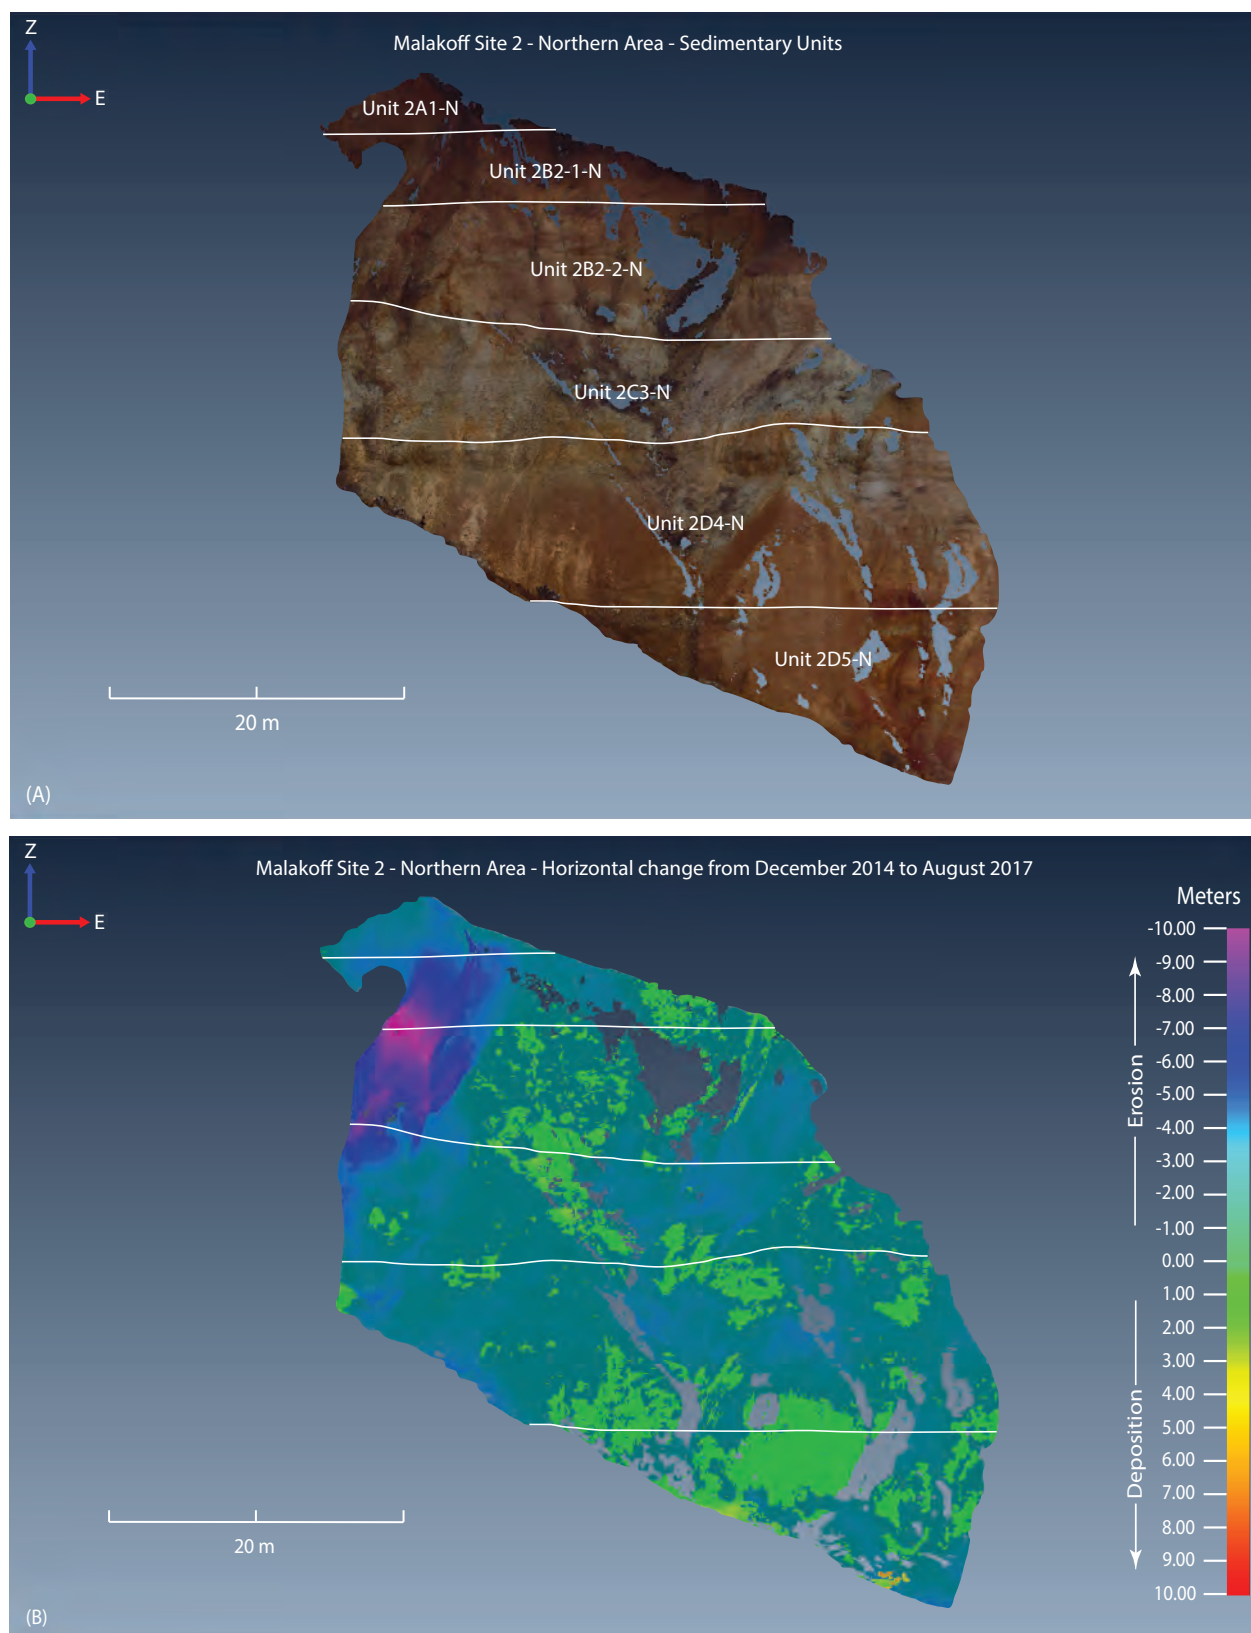 Z
E
Malakoff Site 2 - Northern Area - Sedimentary Units
Unit 2A1-N
Unit 2B2-1-N
Unit 2B2-2-N
Unit 2C3-N
Unit 2D4-N
Unit 2D5-N
20 m
(A)
Z
E
Malakoff Site 2 - Northern Area - Horizontal change from December 2014 to August 2017
Meters
-10.00
-9.00
-8.00
-7.00
-6.00
-5.00
-4.00
-3.00
-2.00
-1.00
0.00
1.00
2.00
3.00
4.00
5.00
6.00
7.00
8.00
9.00
10.00
Erosion
Deposition
20 m
(B)